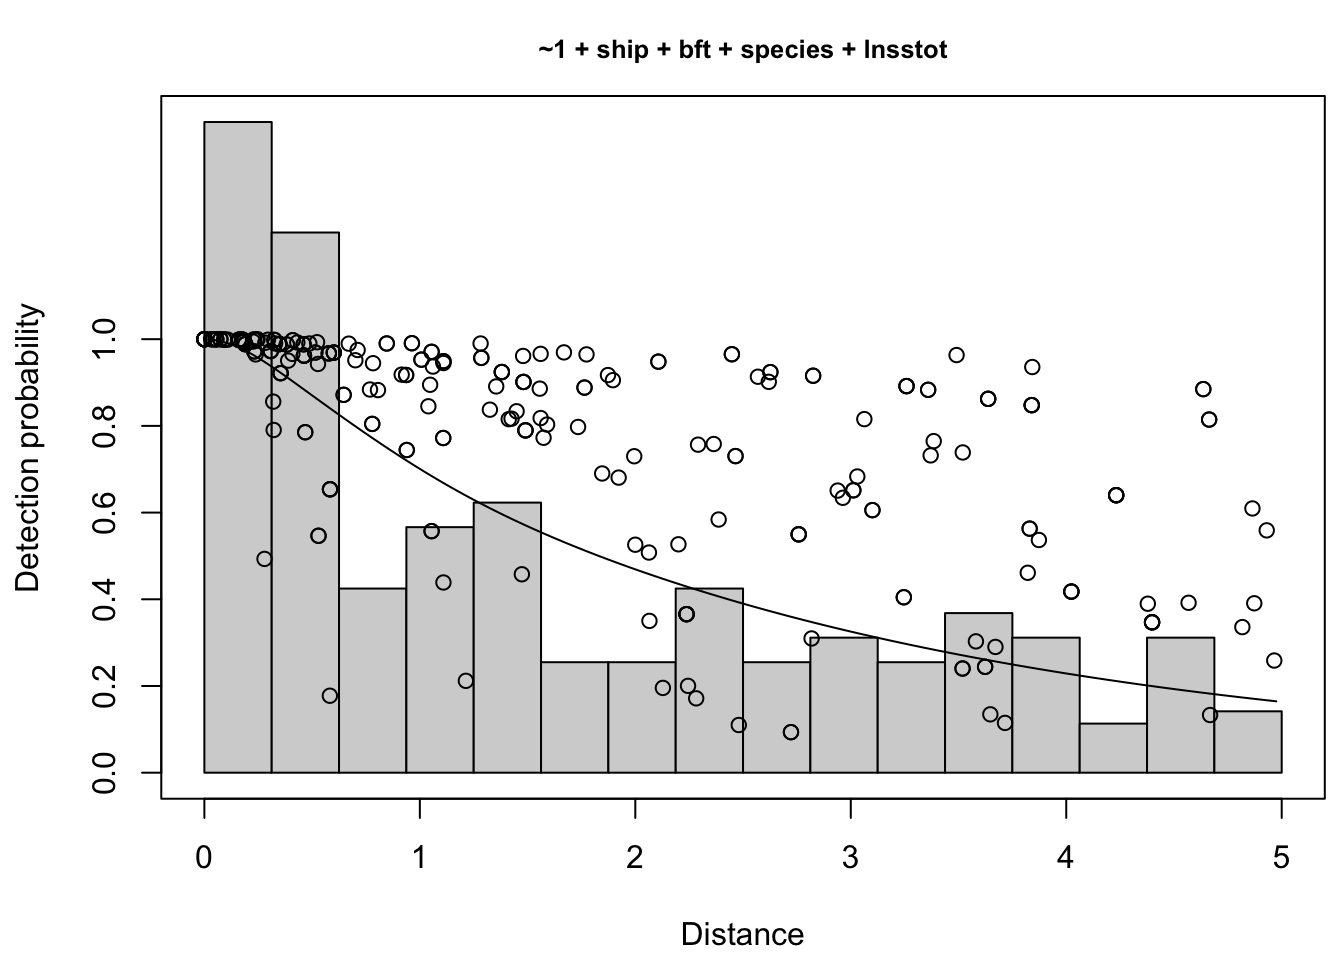 ~1 + ship + bft + species + lnsstot
Detection probability
1.0
0.8
0.6
0.4
0.2
0.0
0 1 2 3 4 5
Distance